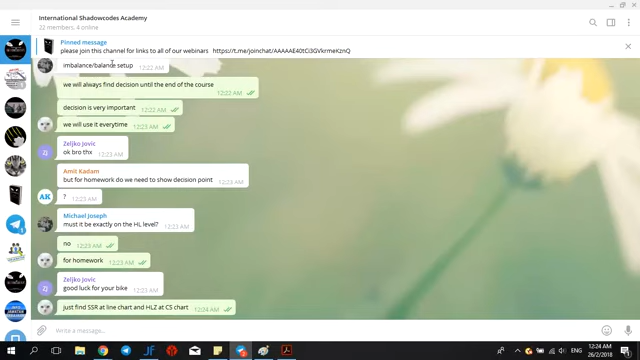 International Shadowcodes Academy
22 members, 4 online
Pinned message
please join this channel for links to all of our webinars https://t.me/joinchat/AAAAAE40tCi3GVkrmeKznQ
imbalance/balance setup 12:22 AM
we will always find decision until the end of the course
12:22 AM
decision is very important 12:22 AM
we will use it everytime 12:23 AM
Zeljko Jovic
ok bro thx 12:23 AM
Amit Kadam
but for homework do we need to show decision point 12:23 AM
? 12:23 AM
Michael Joseph
must it be exactly on the HL level? 12:23 AM
no 12:23 AM
for homework 12:23 AM
Zeljko Jovic
good luck for your bike 12:23 AM
just find SSR at line chart and HLZ at CS chart 12:24 AM
Write a message...
12:24 AM
ENG
26/2/2018